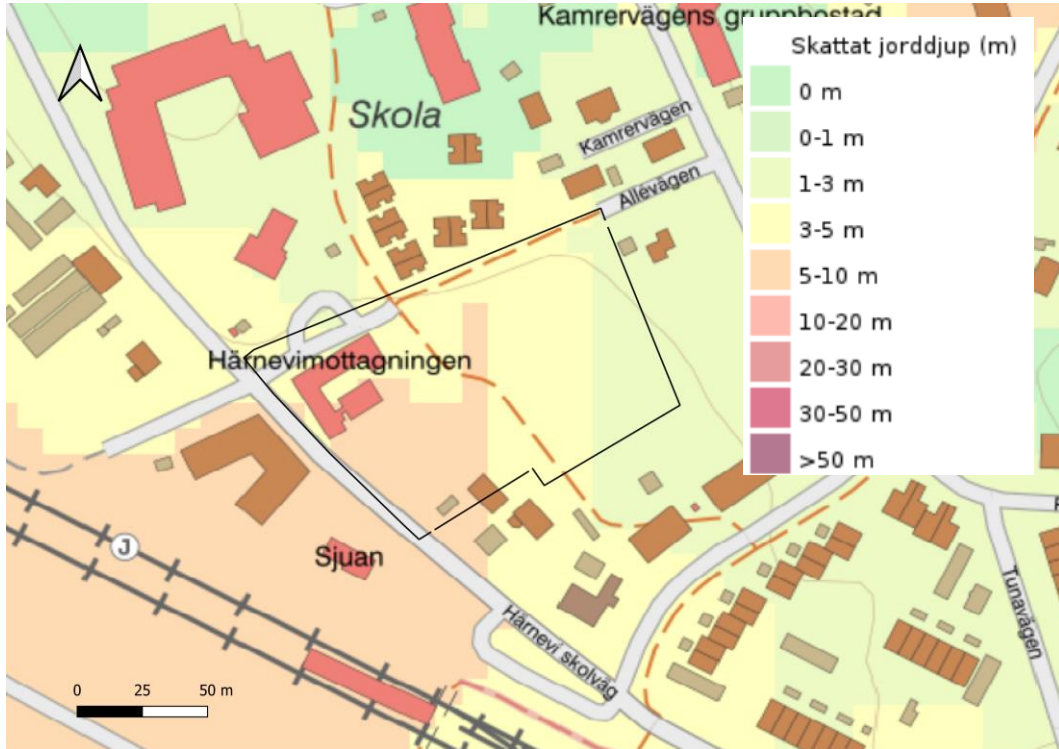 Kamrervägens gruppbostad
Skattat jorddjup (m)
0 m
0-1 m
1-3 m
3-5 m
5-10 m
10-20 m
20-30 m
30-50 m
>50 m
Skola
Kamrervägen
Allévägen
Härnevimottagningen
J
Sjuan
Härnevi skolväg
Tunavägen
0 25 50 m